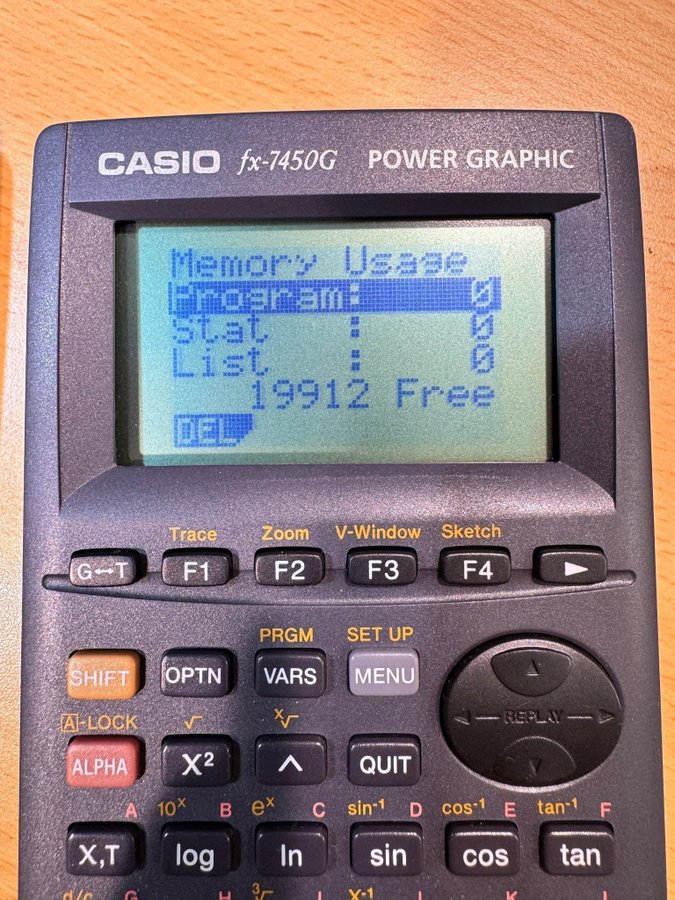 CASIO fx-7450G POWER GRAPHIC
Memory Usage
Program: 0
Stat : 0
List : 0
19912 Free
DEL
Trace Zoom V-Window Sketch
G↔T F1 F2 F3 F4 ►
PRGM SET UP
SHIFT OPTN VARS MENU
REPLAY
A-LOCK √ ˣ√
ALPHA X² ^ QUIT
A 10ˣ B eˣ C sin⁻¹ D cos⁻¹ E tan⁻¹ F
X,T log ln sin cos tan
d/c G H ³√ I X⁻¹ J K L